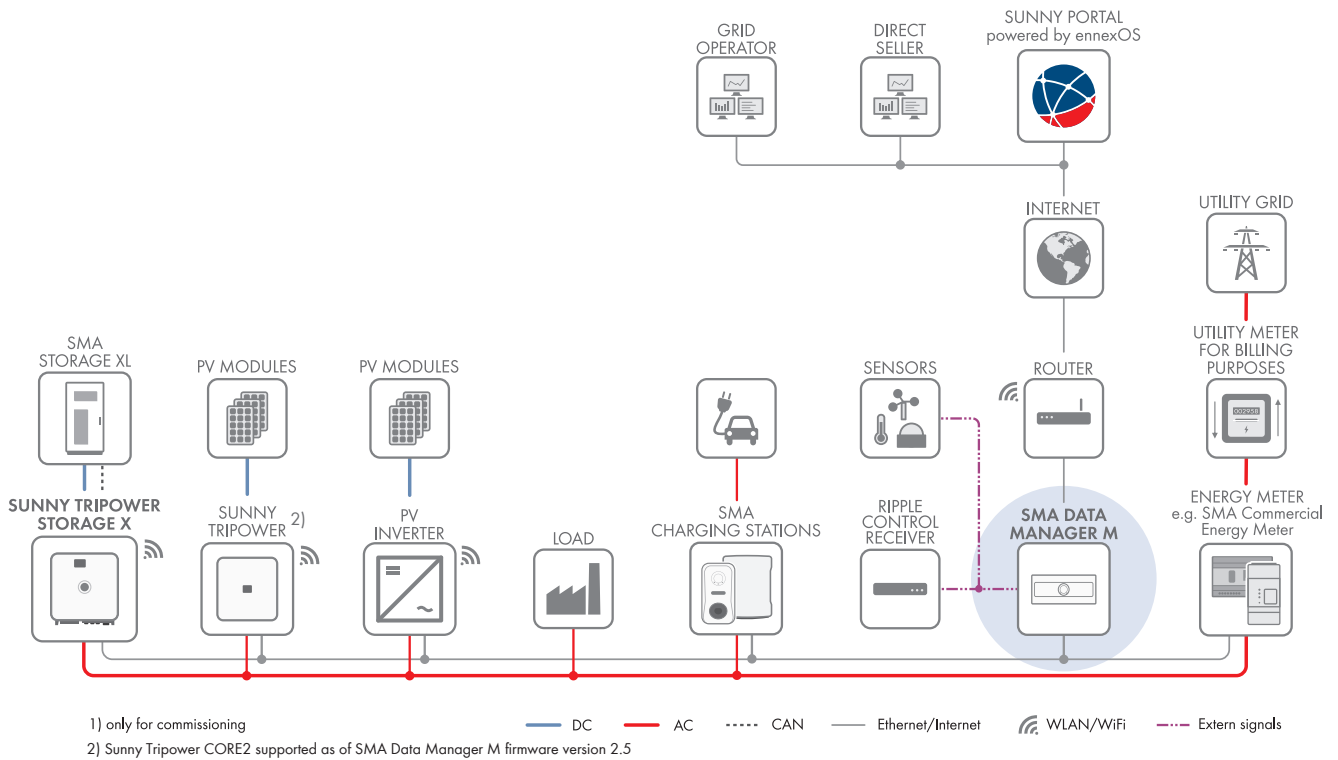 GRID
OPERATOR
DIRECT
SELLER
SUNNY PORTAL
powered by ennexOS
INTERNET
UTILITY GRID
SMA
STORAGE XL
PV MODULES
PV MODULES
SENSORS
ROUTER
UTILITY METER
FOR BILLING
PURPOSES
002958
SUNNY TRIPOWER
STORAGE X
SUNNY
TRIPOWER 2)
PV
INVERTER
LOAD
SMA
CHARGING STATIONS
RIPPLE
CONTROL
RECEIVER
SMA DATA
MANAGER M
ENERGY METER
e.g. SMA Commercial
Energy Meter
1) only for commissioning
DC
AC
CAN
Ethernet/Internet
WLAN/WiFi
Extern signals
2) Sunny Tripower CORE2 supported as of SMA Data Manager M firmware version 2.5